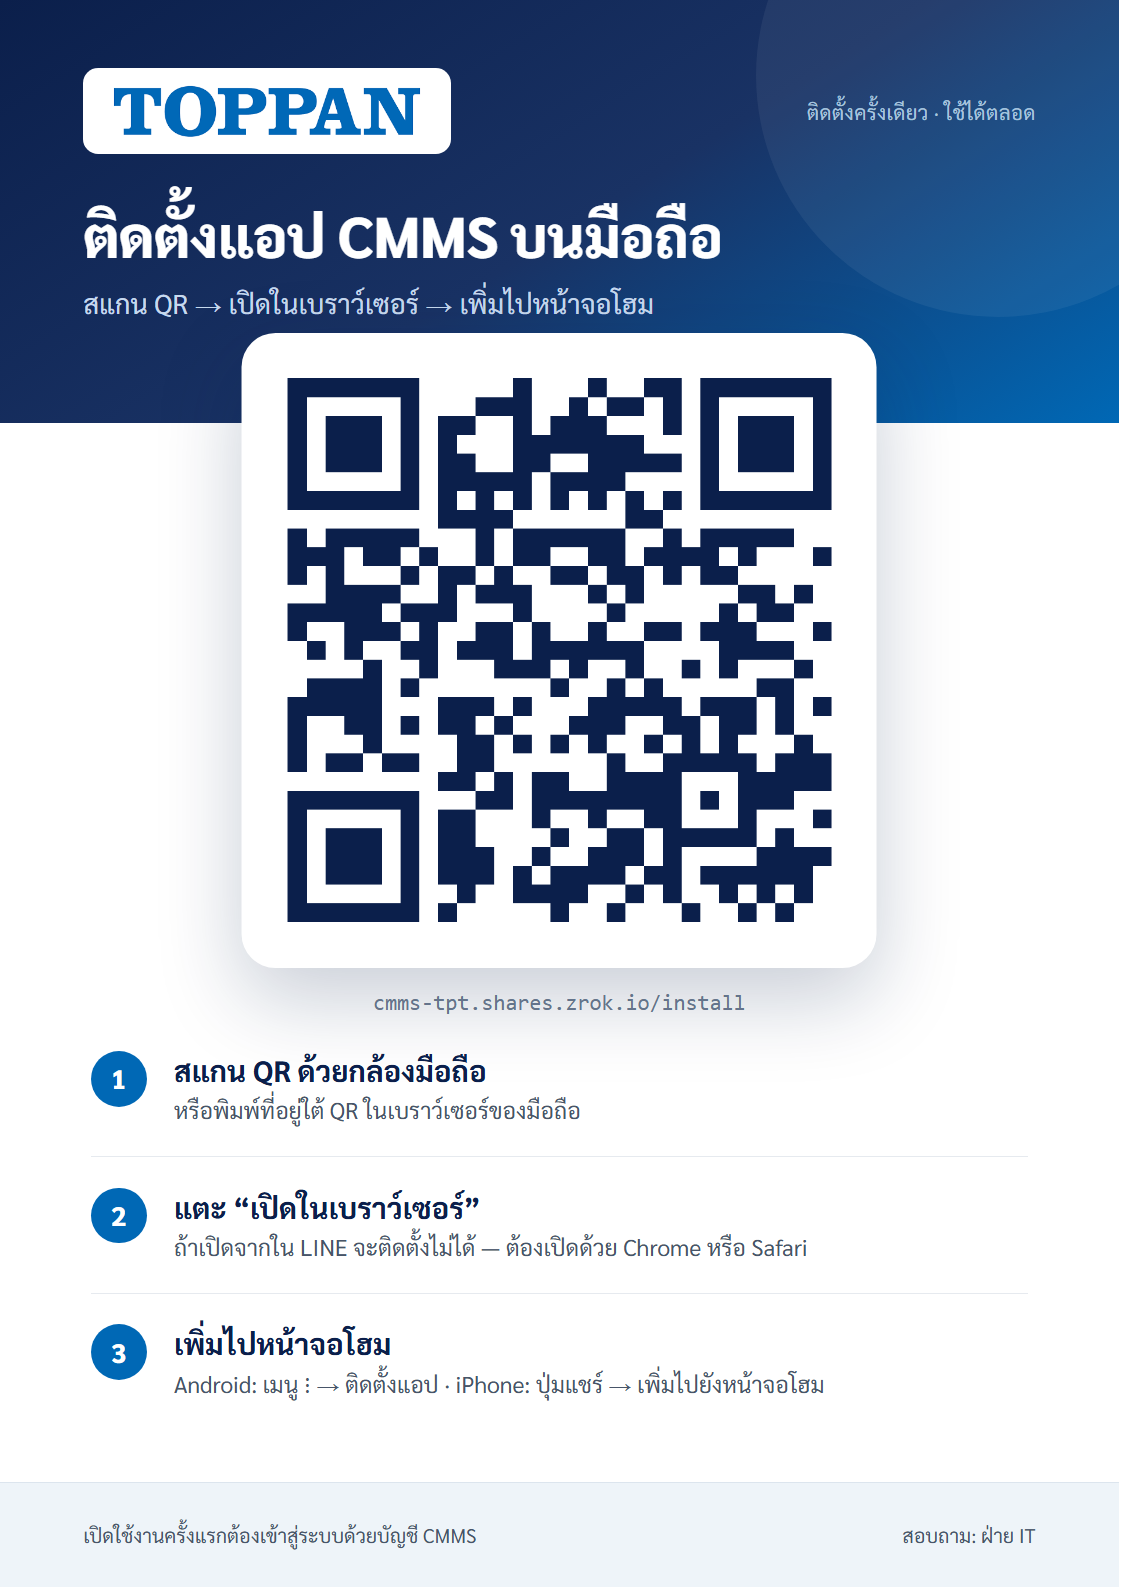 TOPPAN
ติดตั้งครั้งเดียว · ใช้ได้ตลอด
ติดตั้งแอป CMMS บนมือถือ
สแกน QR → เปิดในเบราว์เซอร์ → เพิ่มไปหน้าจอโฮม
cmms-tpt.shares.zrok.io/install
1
สแกน QR ด้วยกล้องมือถือ
หรือพิมพ์ที่อยู่ใต้ QR ในเบราว์เซอร์ของมือถือ
2
แตะ “เปิดในเบราว์เซอร์”
ถ้าเปิดจากใน LINE จะติดตั้งไม่ได้ — ต้องเปิดด้วย Chrome หรือ Safari
3
เพิ่มไปหน้าจอโฮม
Android: เมนู ⋮ → ติดตั้งแอป · iPhone: ปุ่มแชร์ → เพิ่มไปยังหน้าจอโฮม
เปิดใช้งานครั้งแรกต้องเข้าสู่ระบบด้วยบัญชี CMMS
สอบถาม: ฝ่าย IT